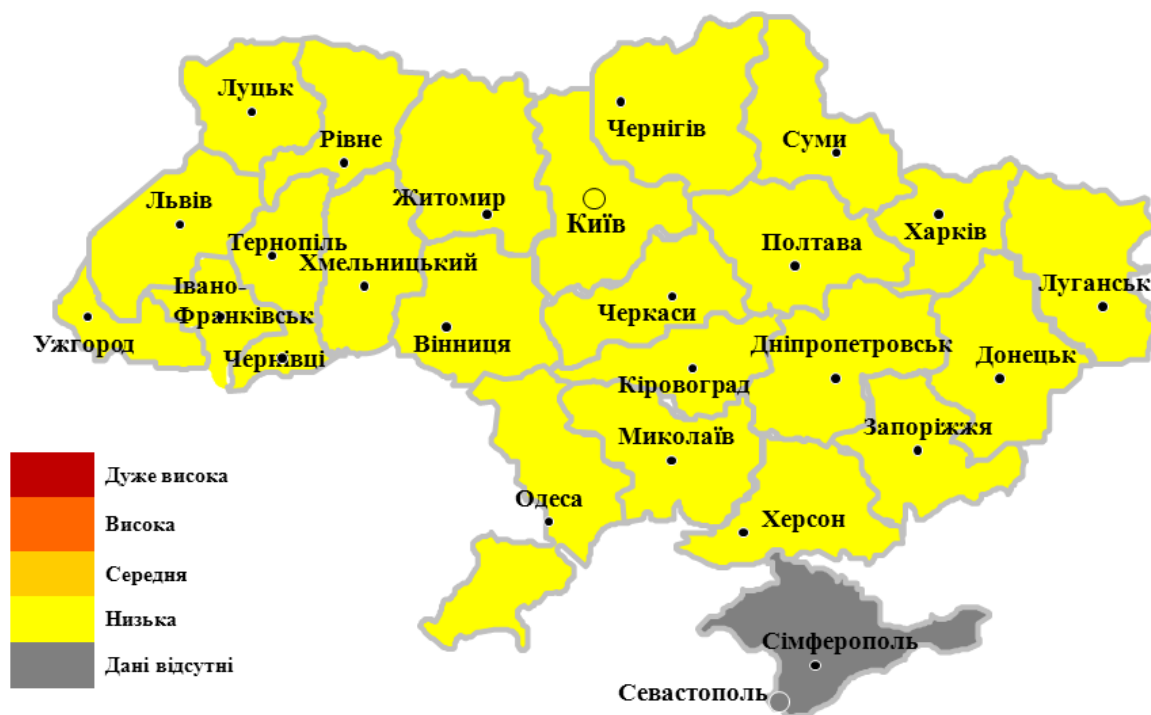 Луцьк
Рівне
Чернігів
Суми
Львів
Житомир
Київ
Тернопіль
Хмельницький
Полтава
Харків
Івано-
Франківськ
Луганськ
Черкаси
Ужгород
Чернівці
Вінниця
Дніпропетровськ
Донецьк
Кіровоград
Запоріжжя
Миколаїв
Одеса
Херсон
Сімферополь
Севастополь
Дуже висока
Висока
Середня
Низька
Дані відсутні